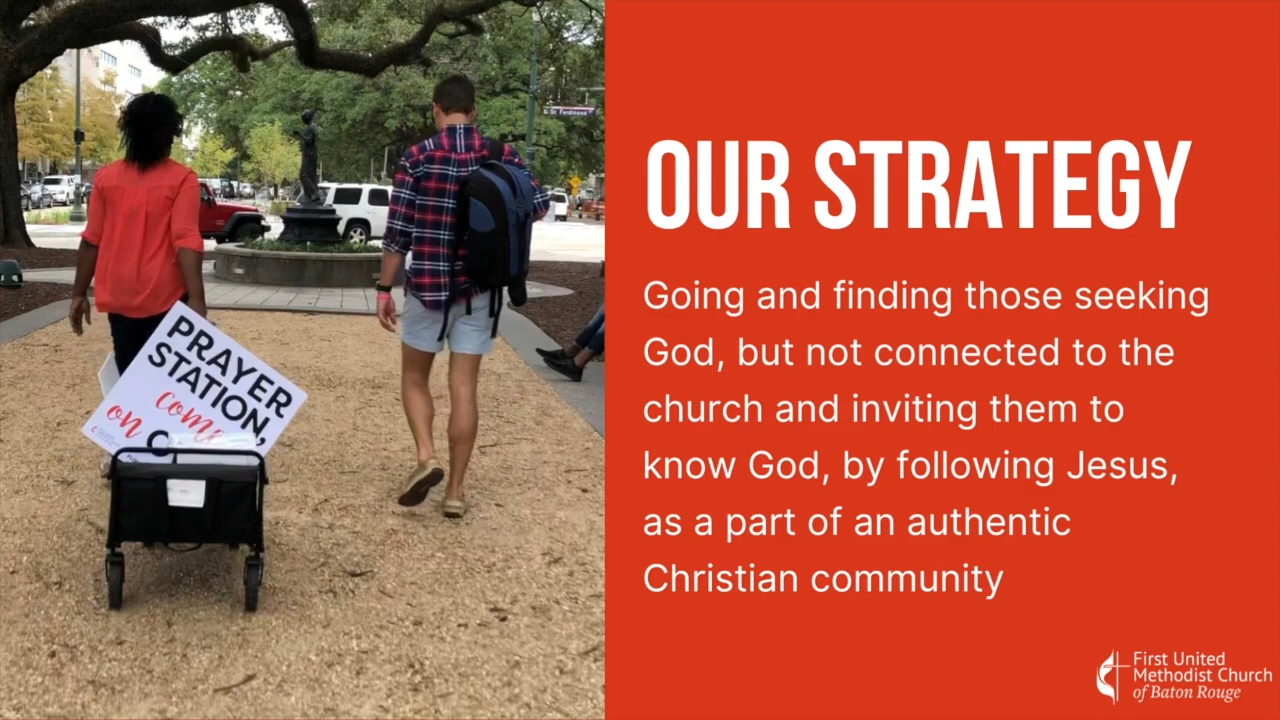 S. St Ferdinand
PRAYER
STATION,
come
on
OUR STRATEGY
Going and finding those seeking
God, but not connected to the
church and inviting them to
know God, by following Jesus,
as a part of an authentic
Christian community
First United
Methodist Church
of Baton Rouge